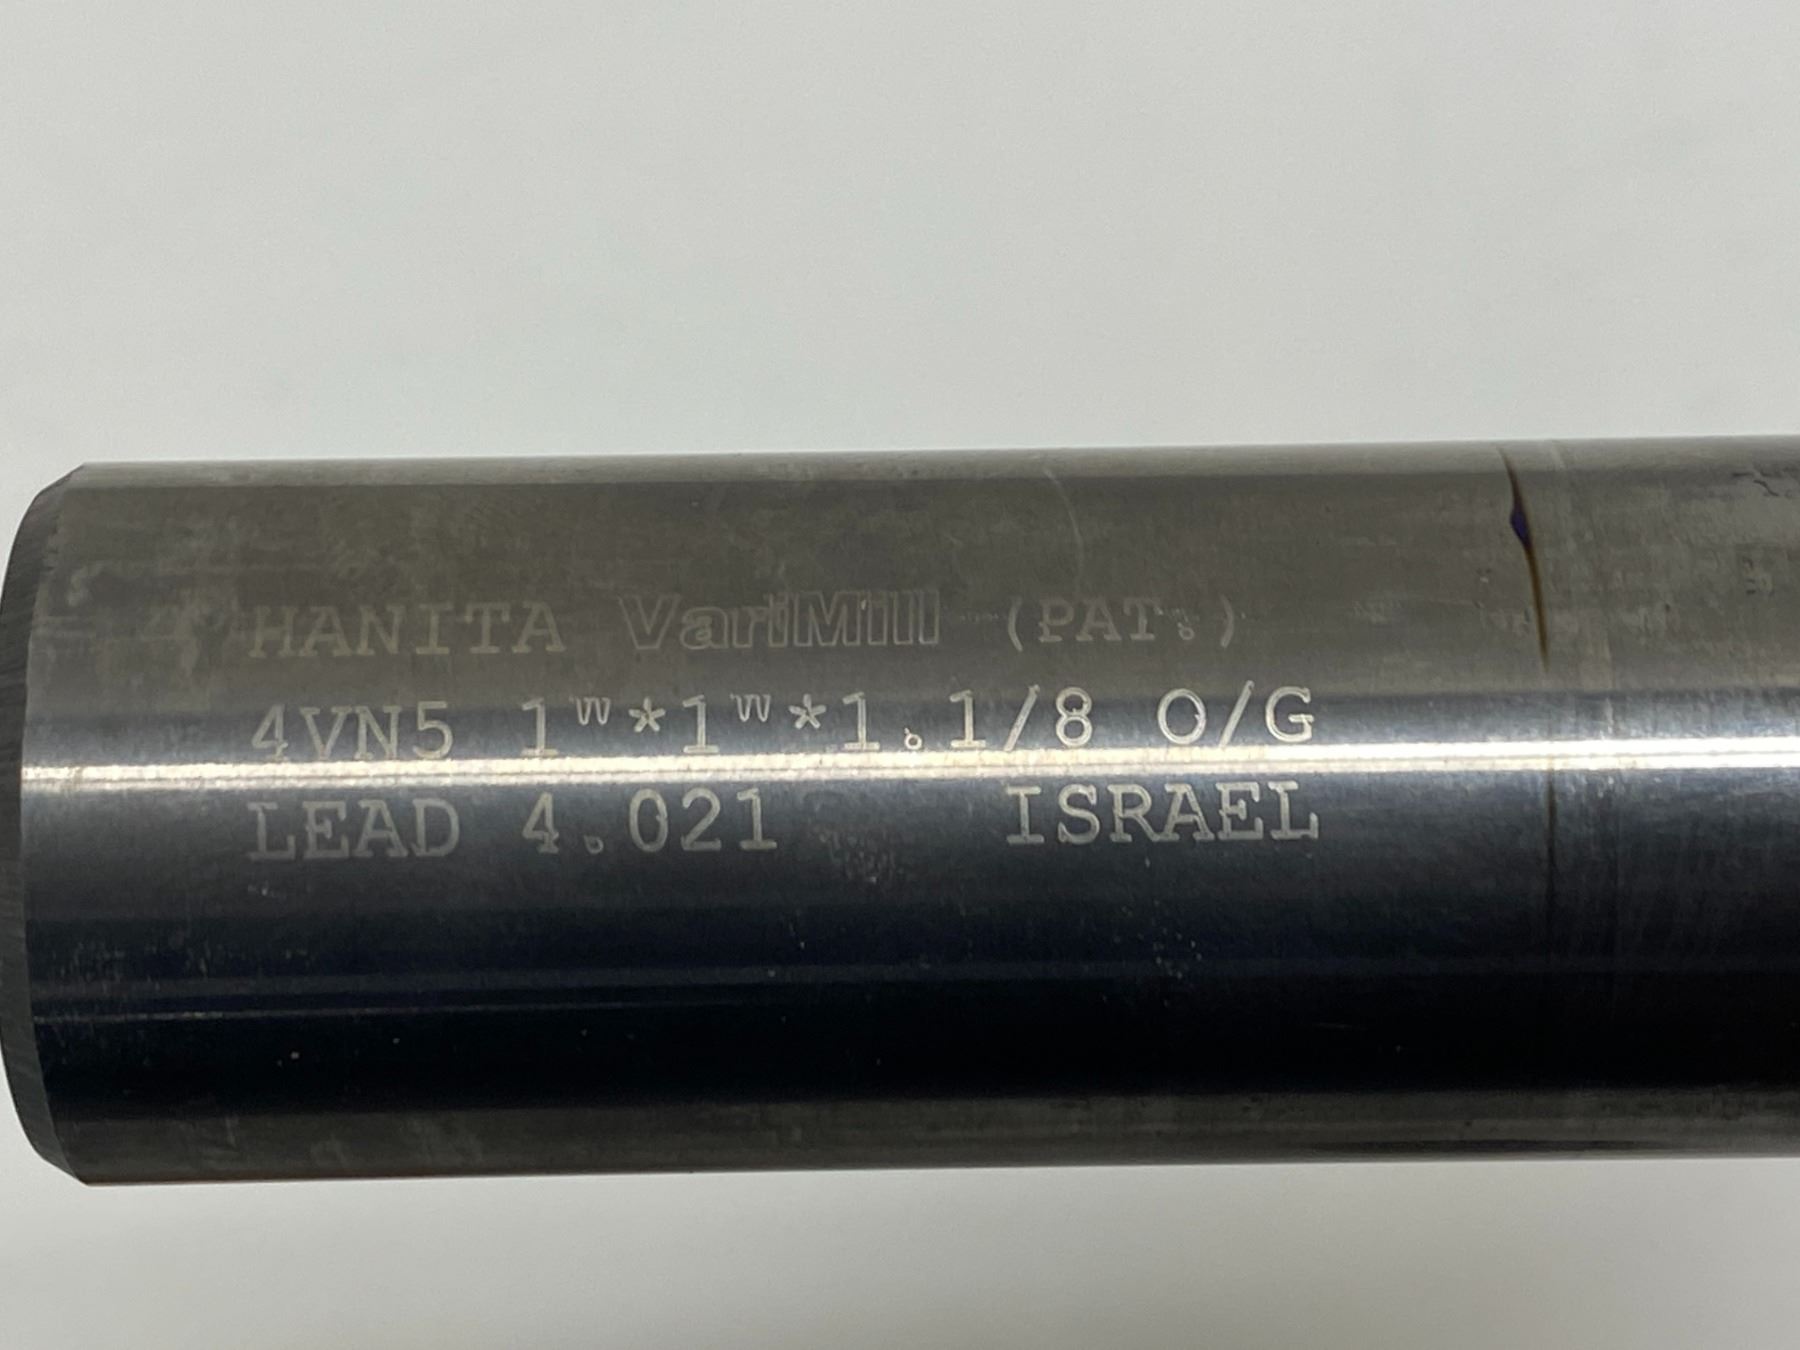 HANITA VariMill (PAT.)
4VN5 1"*1"*1.1/8 O/G
LEAD 4.021 ISRAEL